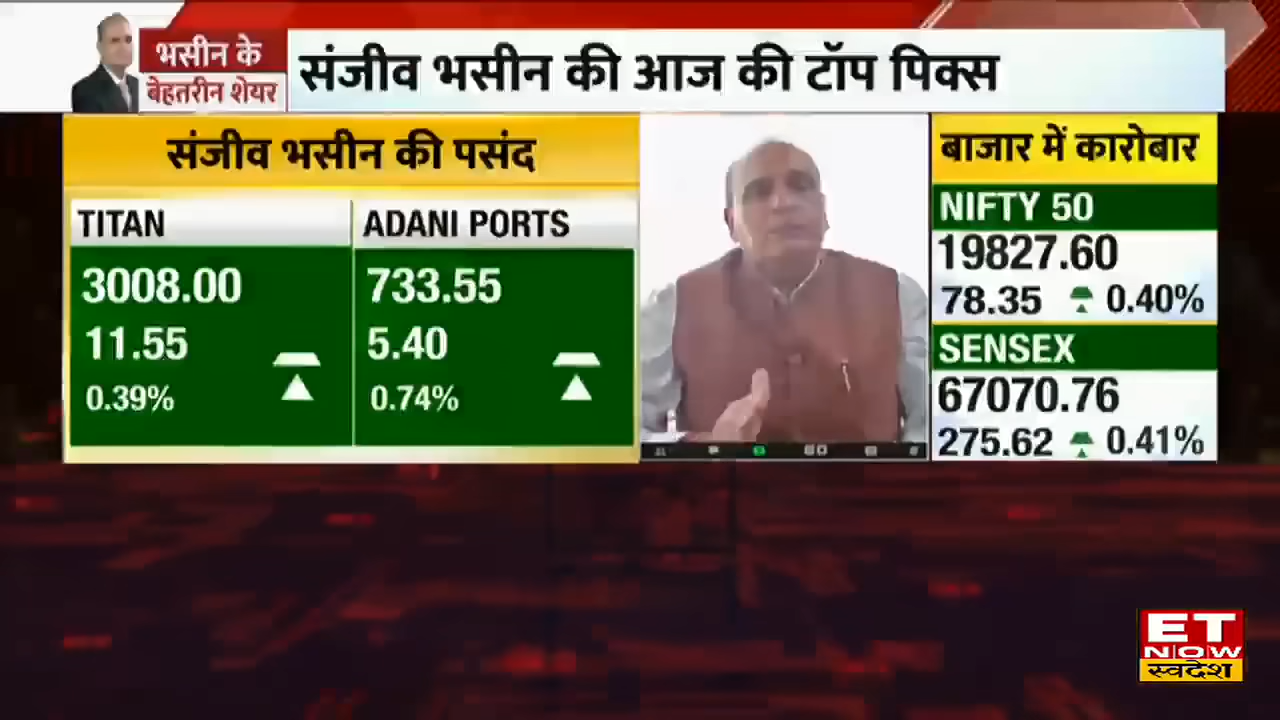 भसीन के
बेहतरीन शेयर
संजीव भसीन की आज की टॉप पिक्स
संजीव भसीन की पसंद
TITAN
3008.00
11.55
0.39%
ADANI PORTS
733.55
5.40
0.74%
बाजार में कारोबार
NIFTY 50
19827.60
78.35 0.40%
SENSEX
67070.76
275.62 0.41%
ET
NOW
स्वदेश